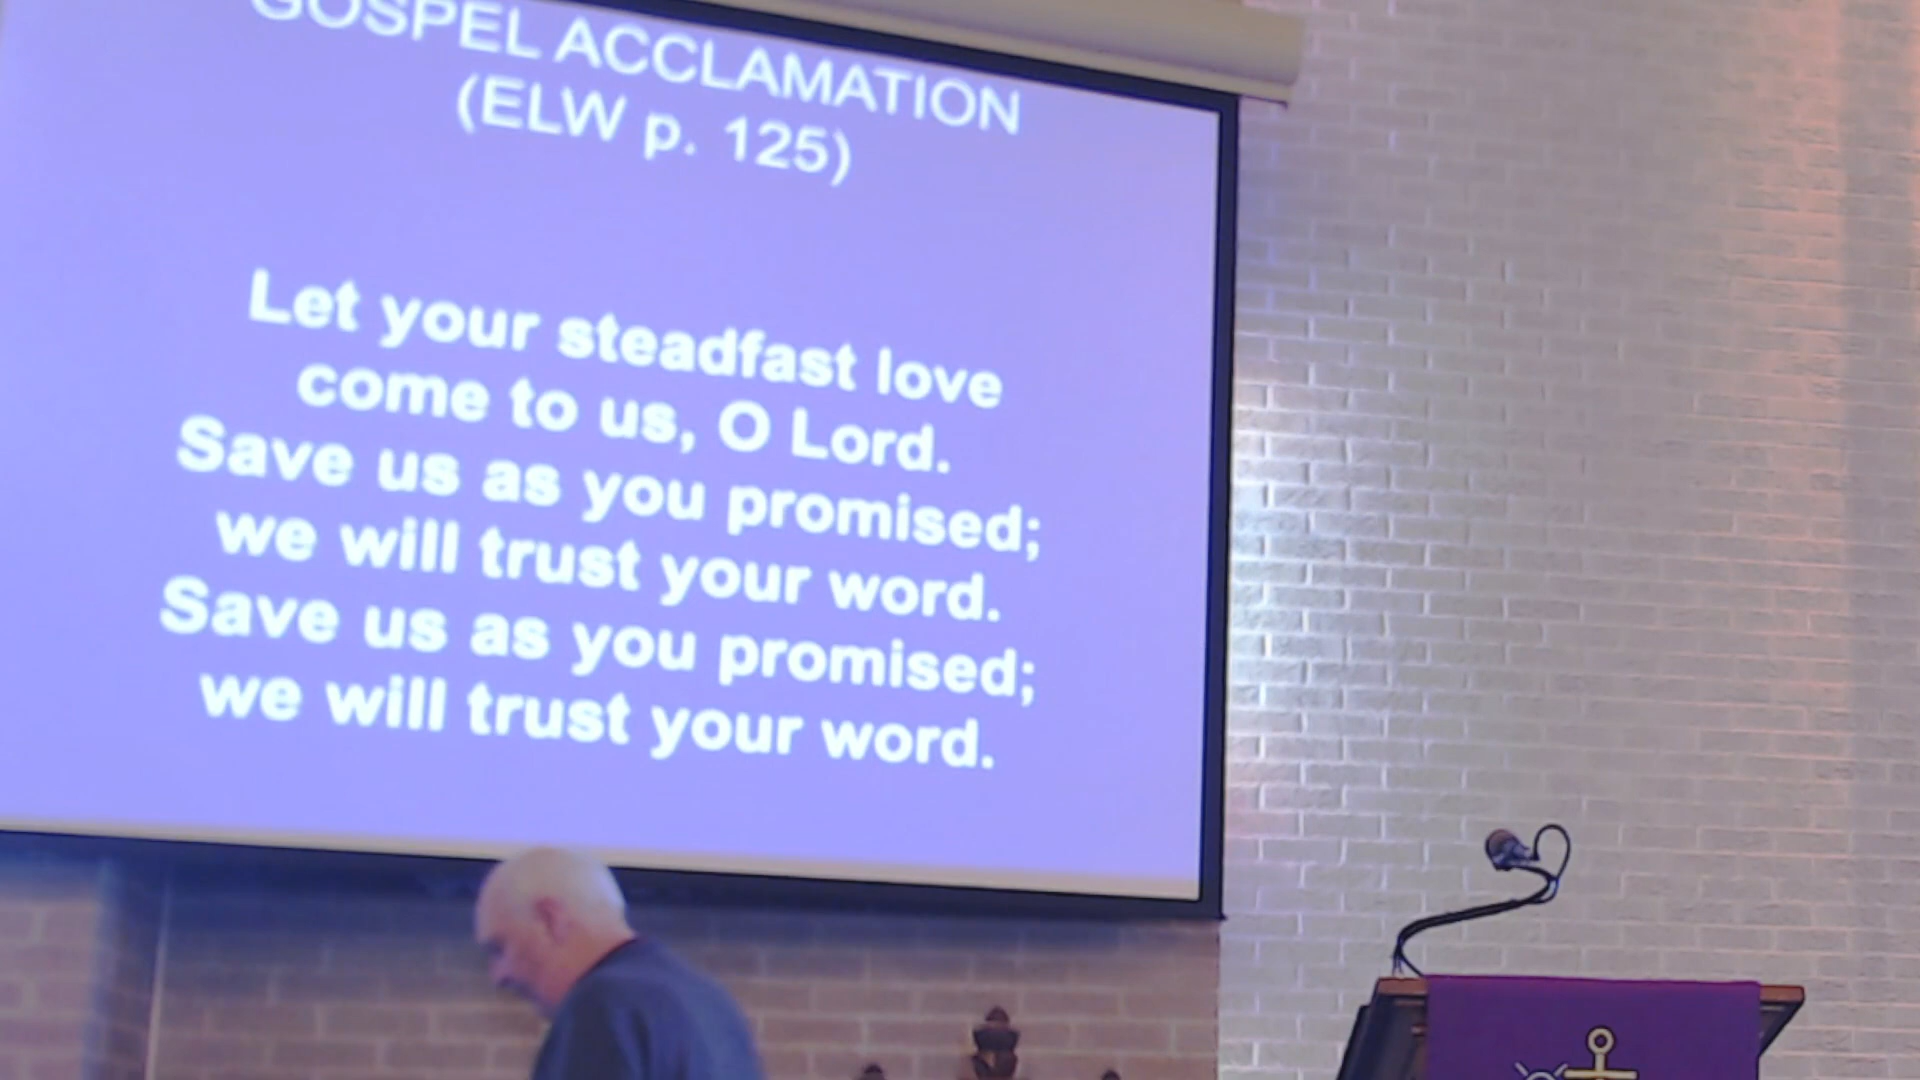 GOSPEL ACCLAMATION
(ELW p. 125)
Let your steadfast love
come to us, O Lord.
Save us as you promised;
we will trust your word.
Save us as you promised;
we will trust your word.